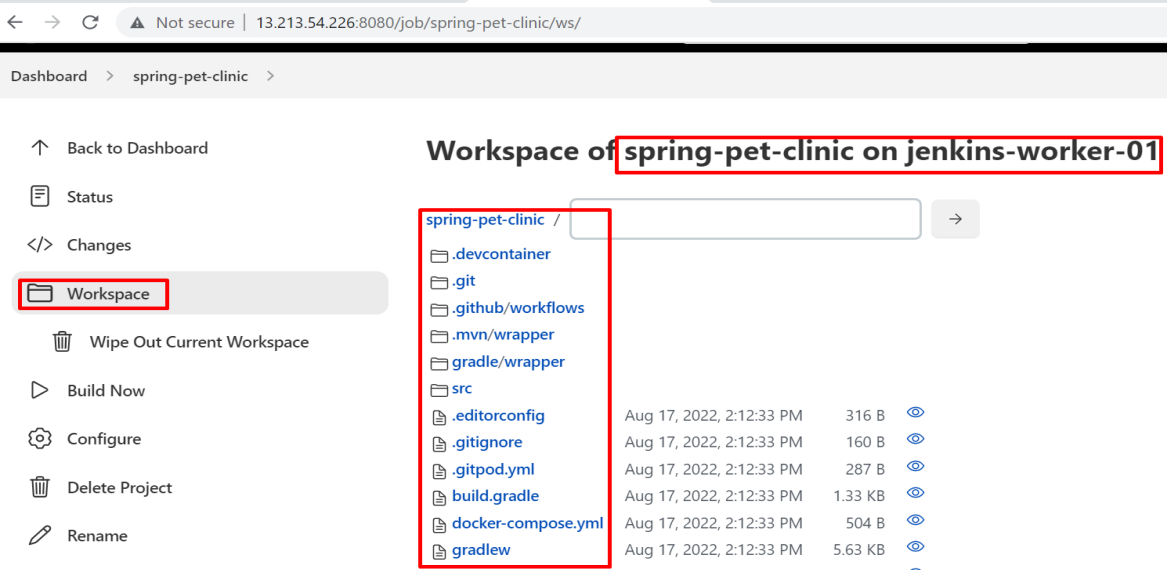 Not secure | 13.213.54.226:8080/job/spring-pet-clinic/ws/
Dashboard > spring-pet-clinic >
Back to Dashboard
Status
Changes
Workspace
Wipe Out Current Workspace
Build Now
Configure
Delete Project
Rename
Workspace of spring-pet-clinic on jenkins-worker-01
spring-pet-clinic /
.devcontainer
.git
.github/workflows
.mvn/wrapper
gradle/wrapper
src
.editorconfig Aug 17, 2022, 2:12:33 PM 316 B
.gitignore Aug 17, 2022, 2:12:33 PM 160 B
.gitpod.yml Aug 17, 2022, 2:12:33 PM 287 B
build.gradle Aug 17, 2022, 2:12:33 PM 1.33 KB
docker-compose.yml Aug 17, 2022, 2:12:33 PM 504 B
gradlew Aug 17, 2022, 2:12:33 PM 5.63 KB